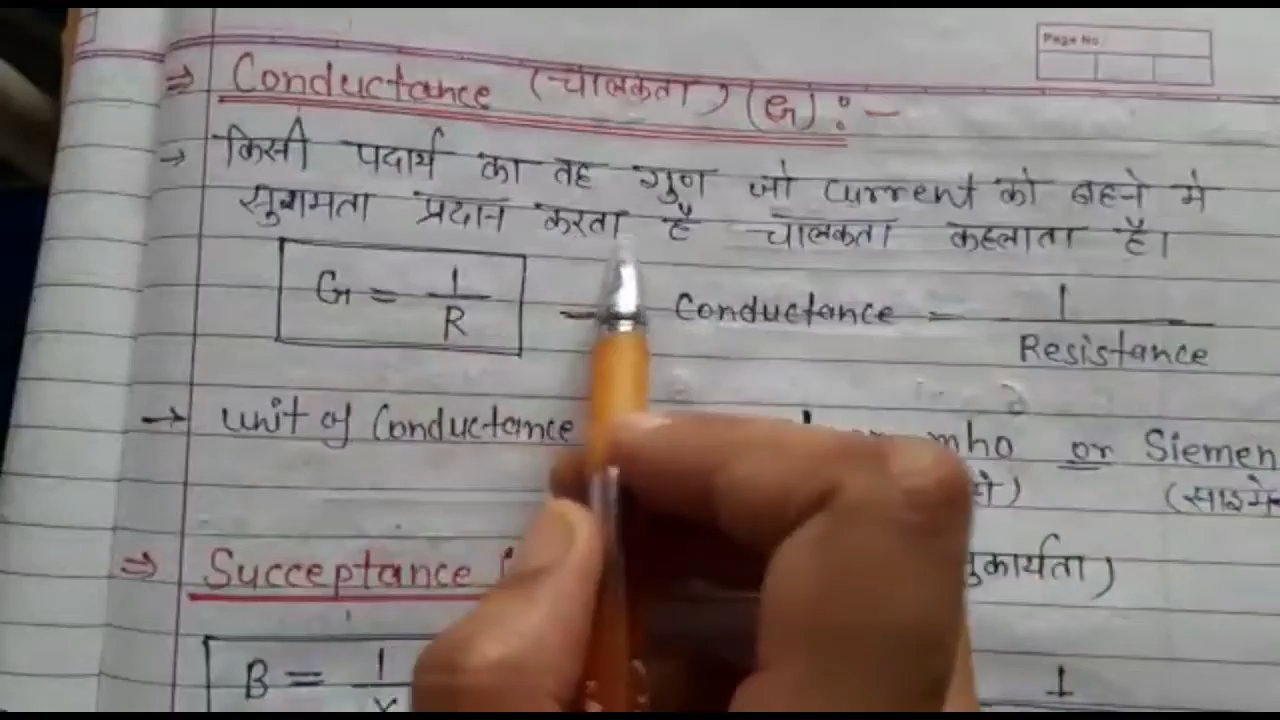 Page No
⇒ Conductance (चालकता) (G) :-
→ किसी पदार्थ का वह गुण जो current को बहने मे
सुगमता प्रदान करता है चालकता कहलाता है।
G = 1/R Conductance = 1/Resistance
→ unit of Conductance mho or Siemen
⇒ Succeptance
B = 1
1